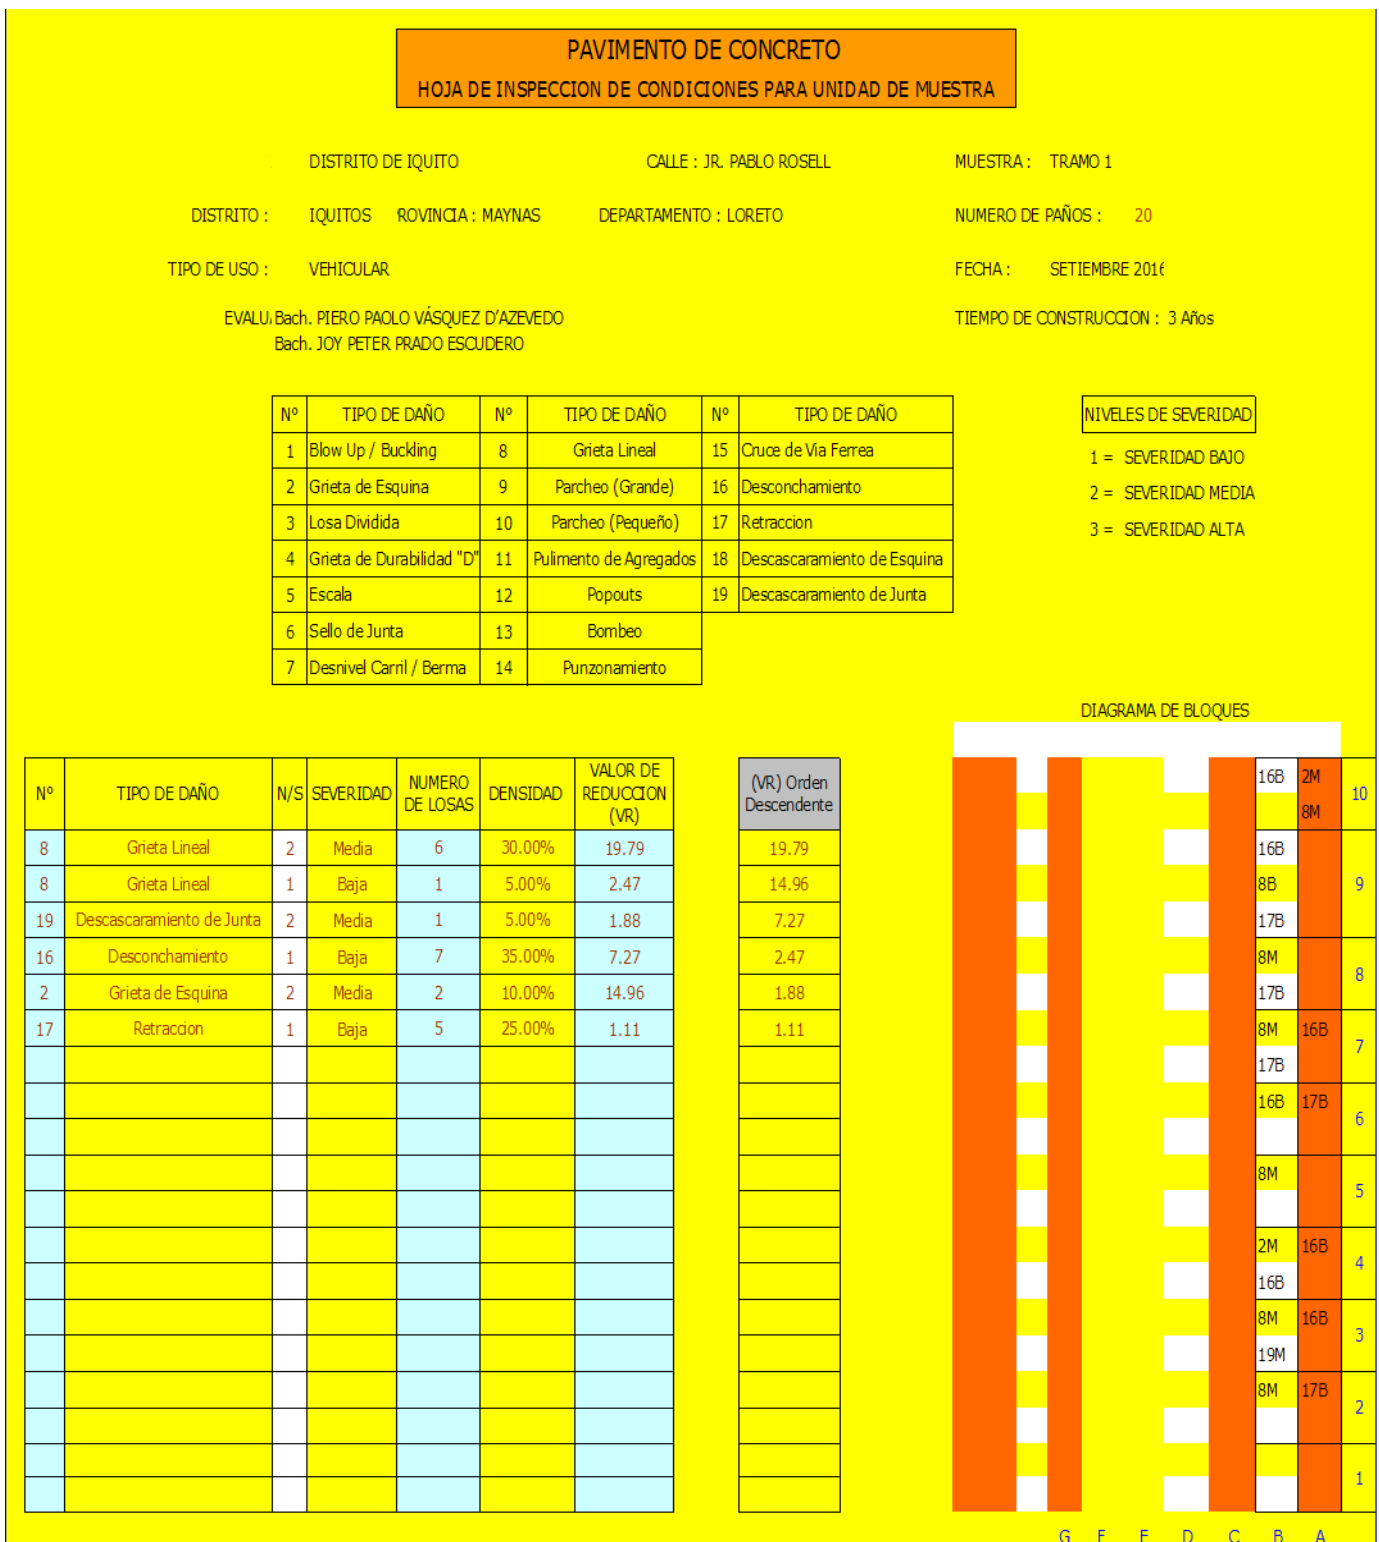 PAVIMENTO DE CONCRETO
HOJA DE INSPECCION DE CONDICIONES PARA UNIDAD DE MUESTRA
DISTRITO DE IQUITO CALLE : JR. PABLO ROSELL MUESTRA : TRAMO 1
DISTRITO : IQUITOS ROVINCIA : MAYNAS DEPARTAMENTO : LORETO NUMERO DE PAÑOS : 20
TIPO DE USO : VEHICULAR FECHA : SETIEMBRE 2016
EVALU Bach. PIERO PAOLO VÁSQUEZ D'AZEVEDO TIEMPO DE CONSTRUCCION : 3 Años
Bach. JOY PETER PRADO ESCUDERO
Nº TIPO DE DAÑO Nº TIPO DE DAÑO Nº TIPO DE DAÑO NIVELES DE SEVERIDAD
1 Blow Up / Buckling 8 Grieta Lineal 15 Cruce de Via Ferrea
1 = SEVERIDAD BAJO
2 Grieta de Esquina 9 Parcheo (Grande) 16 Desconchamiento
2 = SEVERIDAD MEDIA
3 Losa Dividida 10 Parcheo (Pequeño) 17 Retraccion
3 = SEVERIDAD ALTA
4 Grieta de Durabilidad "D" 11 Pulimento de Agregados 18 Descascaramiento de Esquina
5 Escala 12 Popouts 19 Descascaramiento de Junta
6 Sello de Junta 13 Bombeo
7 Desnivel Carril / Berma 14 Punzonamiento
DIAGRAMA DE BLOQUES
Nº TIPO DE DAÑO N/S SEVERIDAD NUMERO DE LOSAS DENSIDAD VALOR DE REDUCCION (VR) (VR) Orden Descendente
8 Grieta Lineal 2 Media 6 30.00% 19.79 19.79
8 Grieta Lineal 1 Baja 1 5.00% 2.47 14.96
19 Descascaramiento de Junta 2 Media 1 5.00% 1.88 7.27
16 Desconchamiento 1 Baja 7 35.00% 7.27 2.47
2 Grieta de Esquina 2 Media 2 10.00% 14.96 1.88
17 Retraccion 1 Baja 5 25.00% 1.11 1.11
16B 2M
10
8M
16B
8B 9
17B
8M
8
17B
8M 16B
7
17B
16B 17B
6
8M
5
2M 16B
4
16B
8M 16B
3
19M
8M 17B
2
1
G F E D C B A